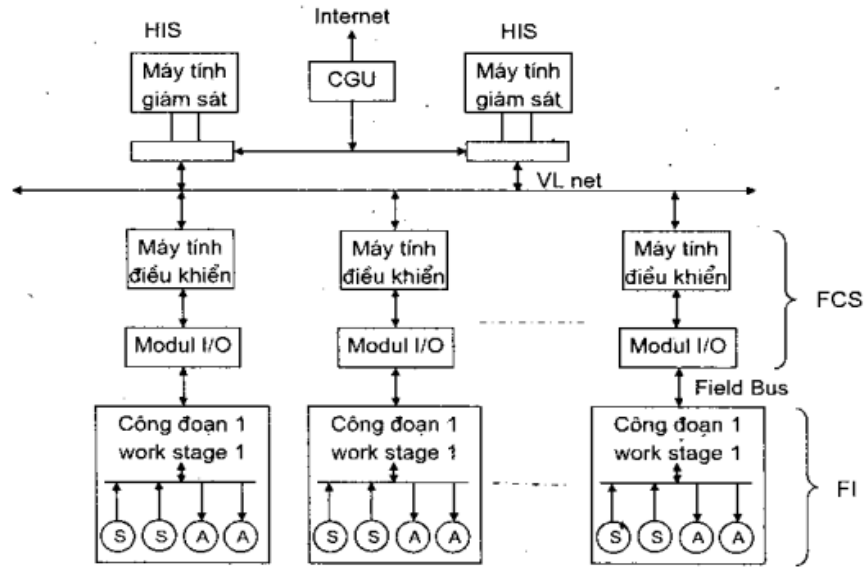 Internet
HIS
HIS
Máy tính
giám sát
CGU
Máy tính
giám sát
VL net
Máy tính
điều khiển
Máy tính
điều khiển
Máy tính
điều khiển
FCS
Modul I/O
Modul I/O
Modul I/O
Field Bus
Công đoạn 1
work stage 1
Công đoạn 1
work stage 1
Công đoạn 1
work stage 1
FI
S
S
A
A
S
S
A
A
S
S
A
A